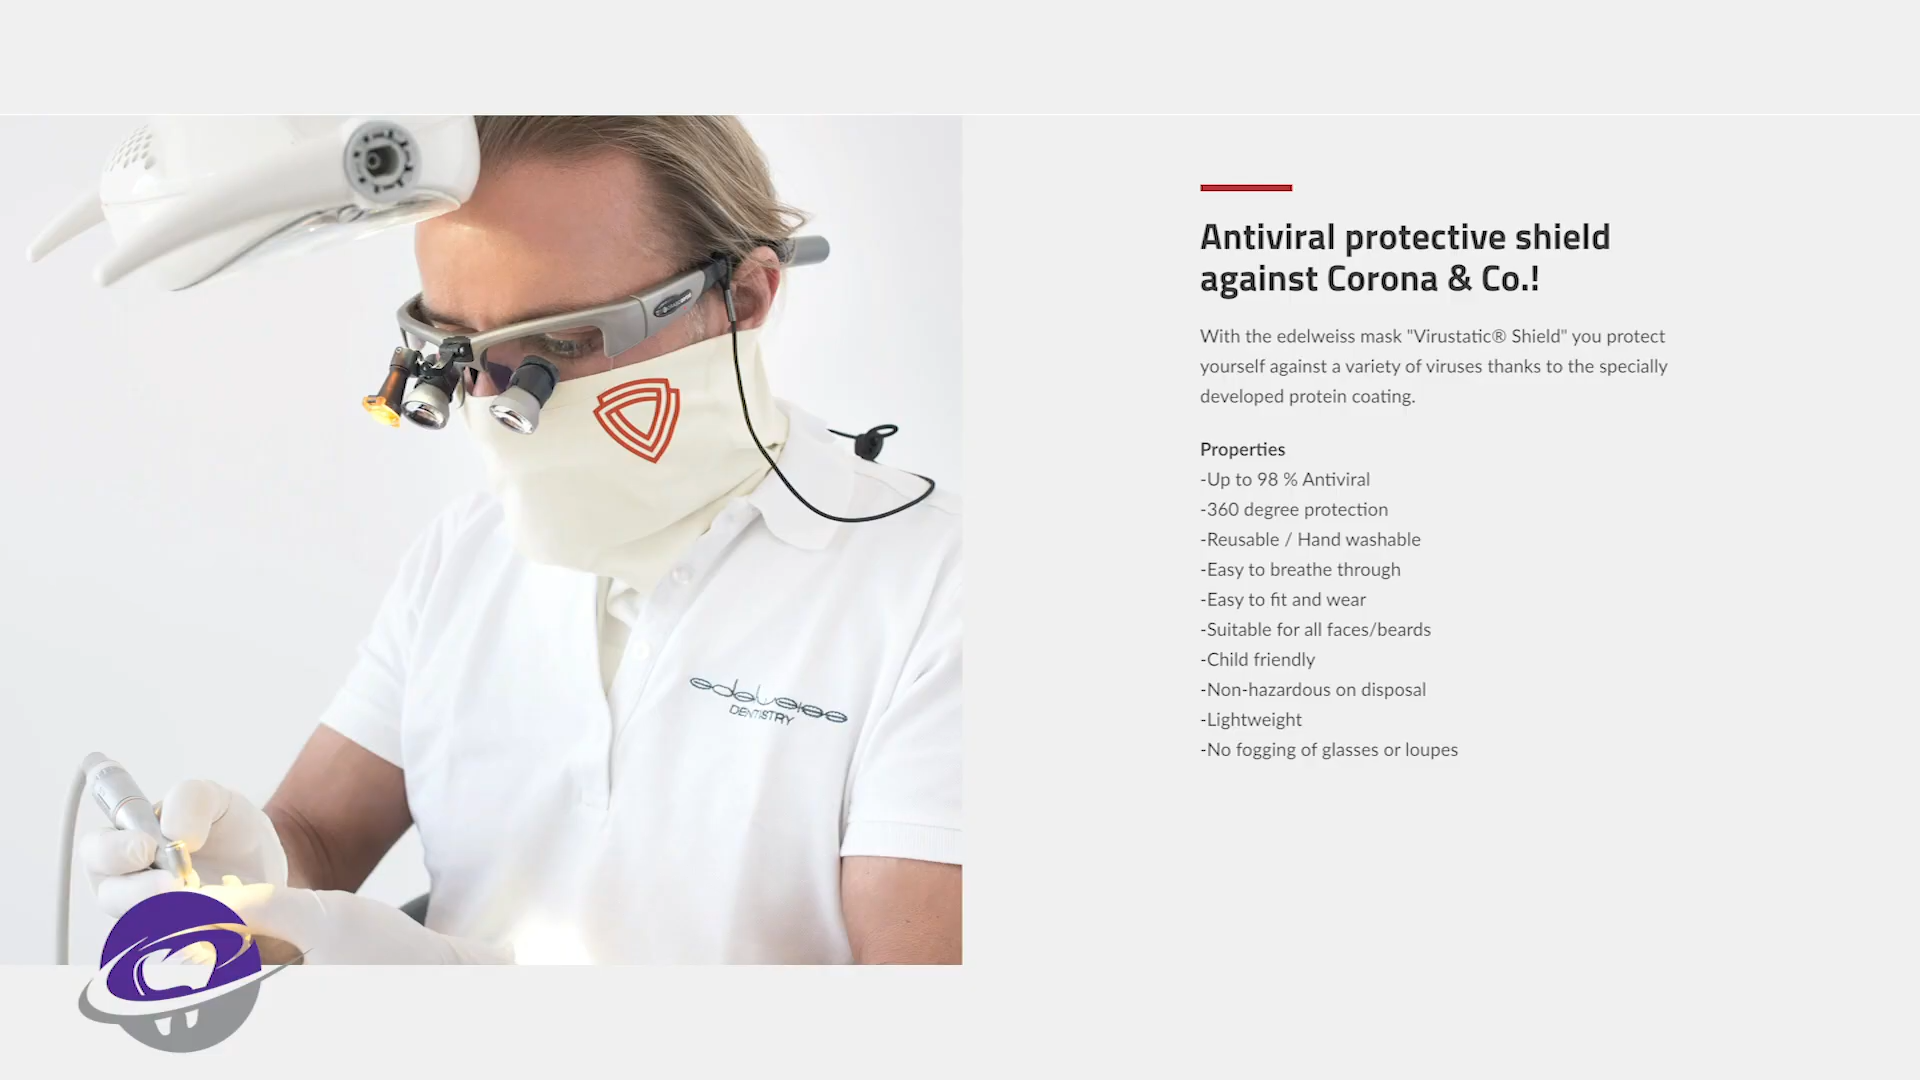 Antiviral protective shield
against Corona & Co.!
With the edelweiss mask "Virustatic® Shield" you protect
yourself against a variety of viruses thanks to the specially
developed protein coating.
Properties
-Up to 98 % Antiviral
-360 degree protection
-Reusable / Hand washable
-Easy to breathe through
-Easy to fit and wear
-Suitable for all faces/beards
-Child friendly
-Non-hazardous on disposal
-Lightweight
-No fogging of glasses or loupes
edelweiss
DENTISTRY